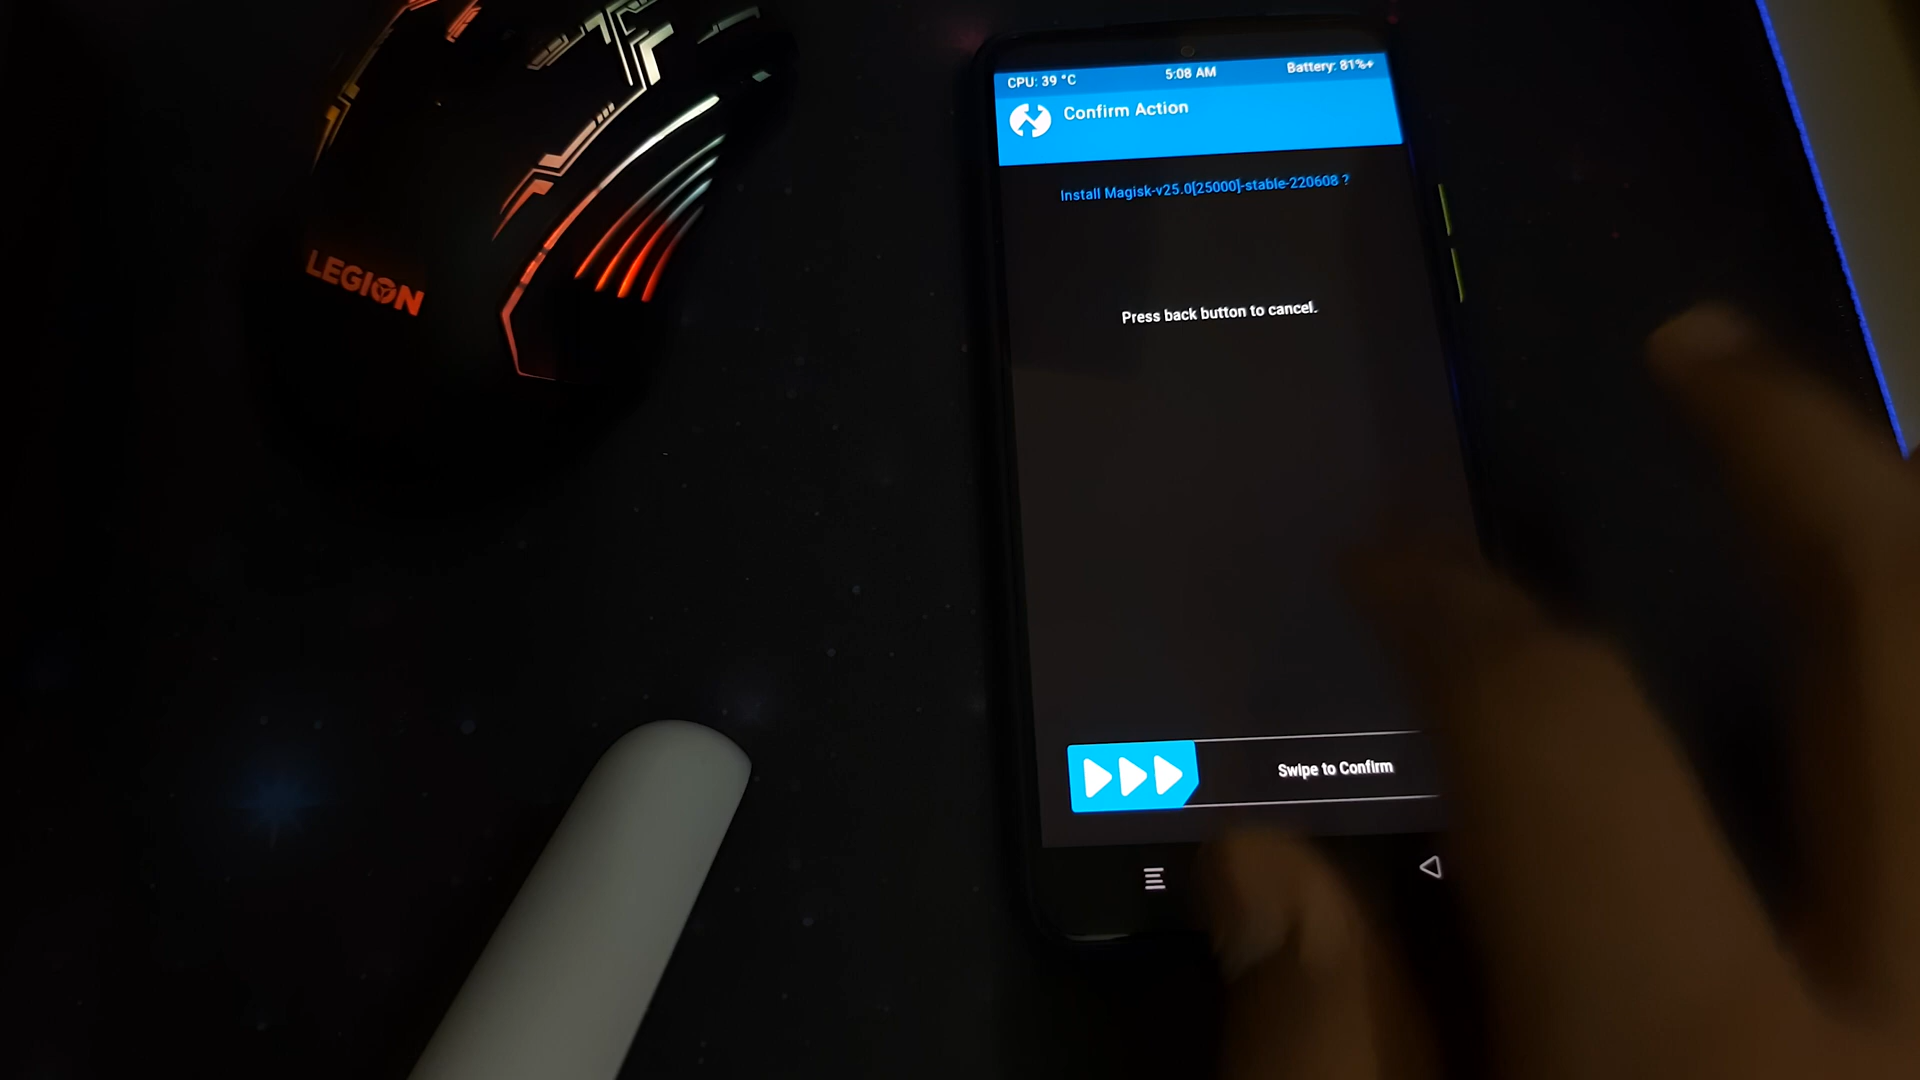 LEGION
CPU: 39 °C
5:08 AM
Battery: 81%+
Confirm Action
Install Magisk-v25.0[25000]-stable-220608 ?
Press back button to cancel.
Swipe to Confirm